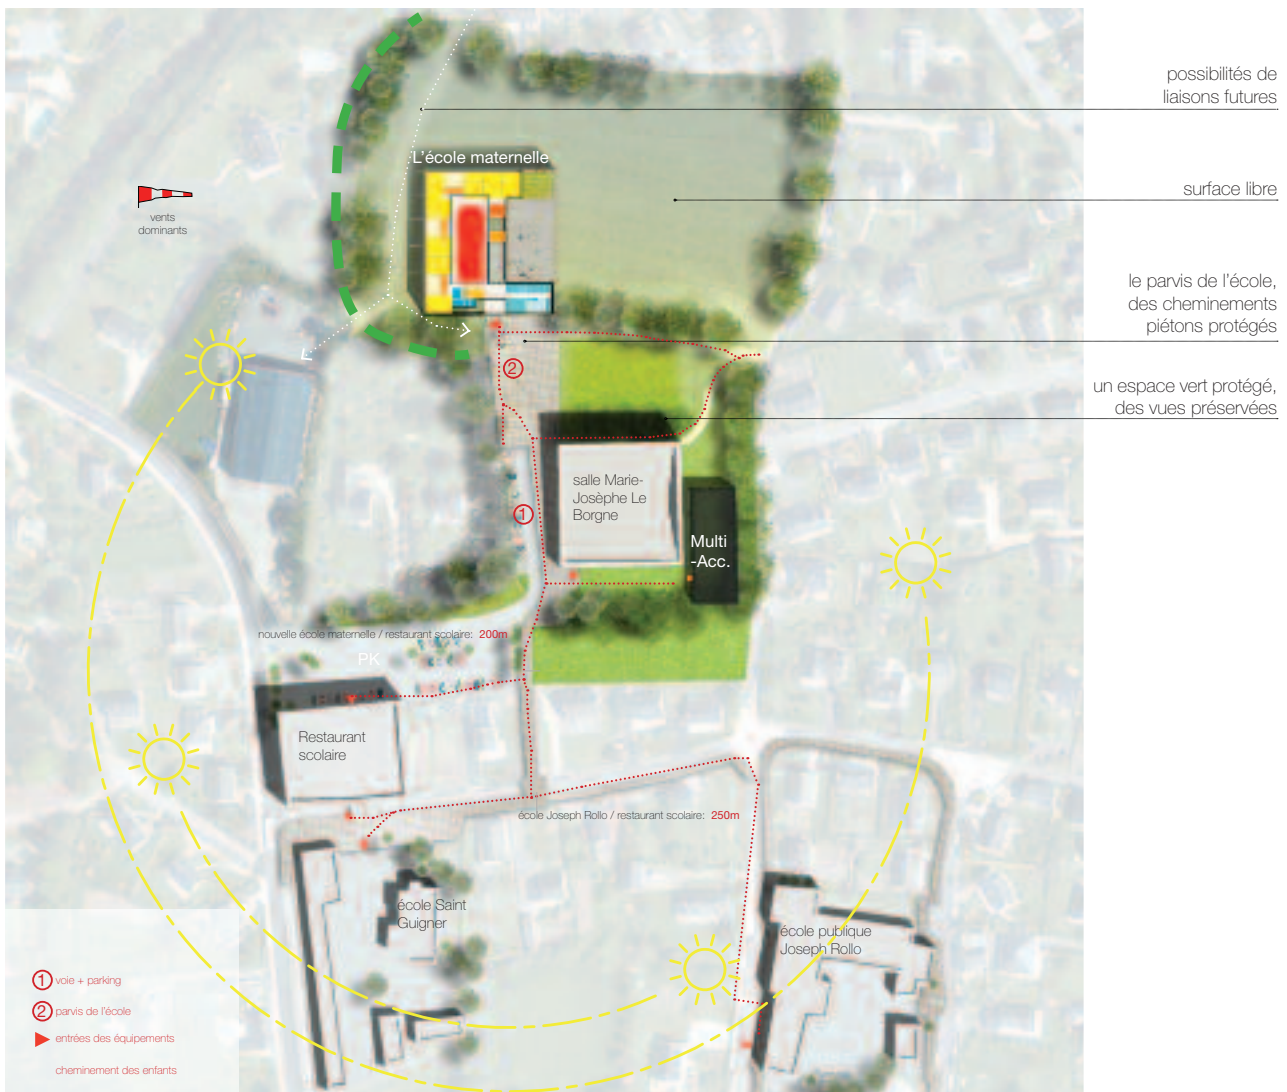 possibilités de
liaisons futures
L'école maternelle
surface libre
vents
dominants
le parvis de l'école,
des cheminements
piétons protégés
2
un espace vert protégé,
des vues préservées
salle Marie-
Josèphe Le
Borgne
1
Multi
-Acc.
nouvelle école maternelle / restaurant scolaire: 200m
PK
Restaurant
scolaire
école Joseph Rollo / restaurant scolaire: 250m
école Saint
Guigner
école publique
Joseph Rollo
1 voie + parking
2 parvis de l'école
entrées des équipements
cheminement des enfants